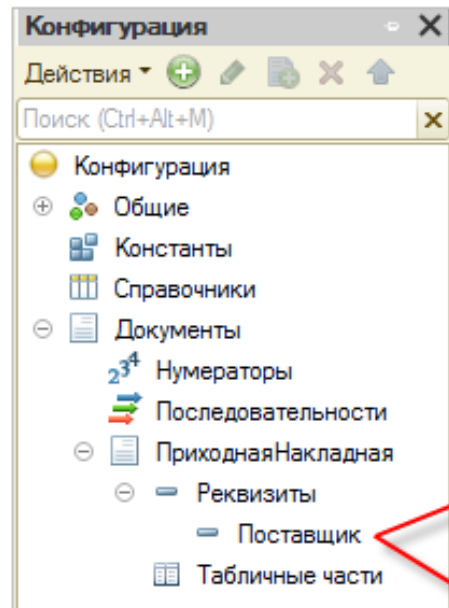 Конфигурация
Действия
Поиск (Ctrl+Alt+M)
Конфигурация
Общие
Константы
Справочники
Документы
Нумераторы
Последовательности
ПриходнаяНакладная
Реквизиты
Поставщик
Табличные части